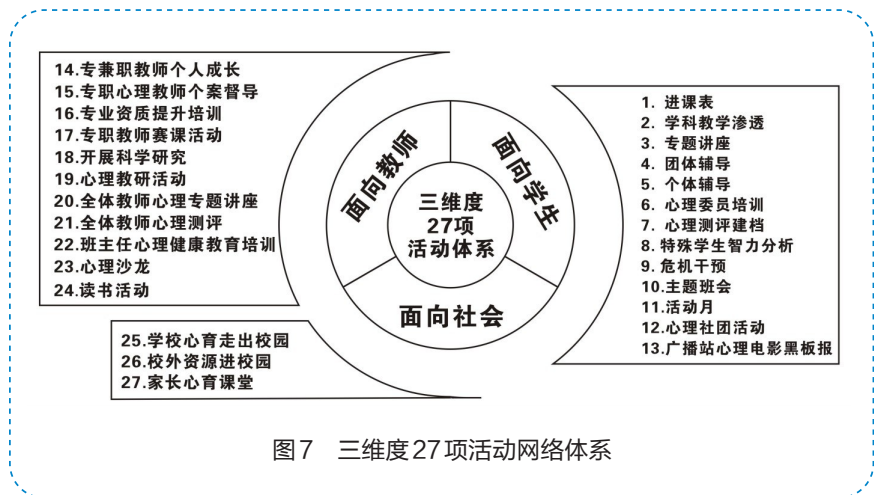 14.专兼职教师个人成长
15.专职心理教师个案督导
16.专业资质提升培训
17.专职教师赛课活动
18.开展科学研究
19.心理教研活动
20.全体教师心理专题讲座
21.全体教师心理测评
22.班主任心理健康教育培训
23.心理沙龙
24.读书活动
25.学校心育走出校园
26.校外资源进校园
27.家长心育课堂
面向教师
面向学生
三维度
27项
活动体系
面向社会
1. 进课表
2. 学科教学渗透
3. 专题讲座
4. 团体辅导
5. 个体辅导
6. 心理委员培训
7. 心理测评建档
8. 特殊学生智力分析
9. 危机干预
10.主题班会
11.活动月
12.心理社团活动
13.广播站心理电影黑板报
图7 三维度27项活动网络体系